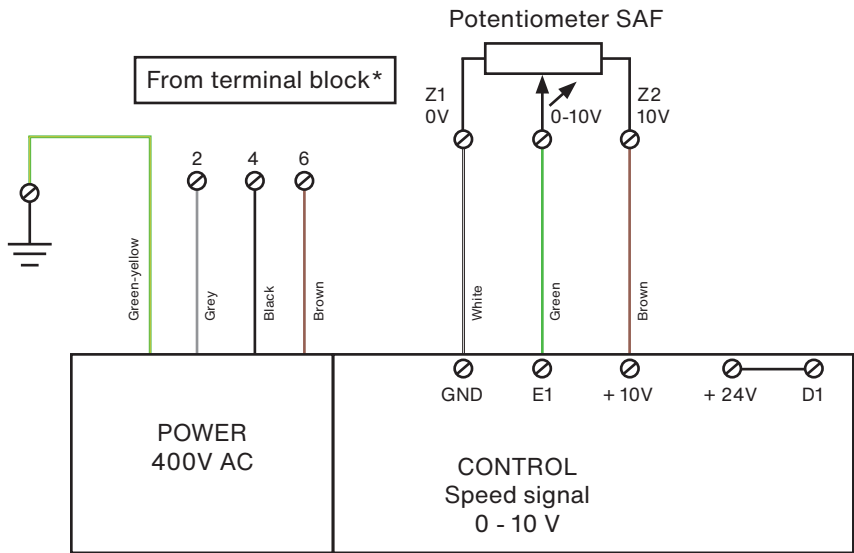 Potentiometer SAF
From terminal block*
Z1
0V
0-10V
Z2
10V
2 4 6
Green-yellow
Grey
Black
Brown
White
Green
Brown
GND E1 + 10V + 24V D1
POWER
400V AC
CONTROL
Speed signal
0 - 10 V